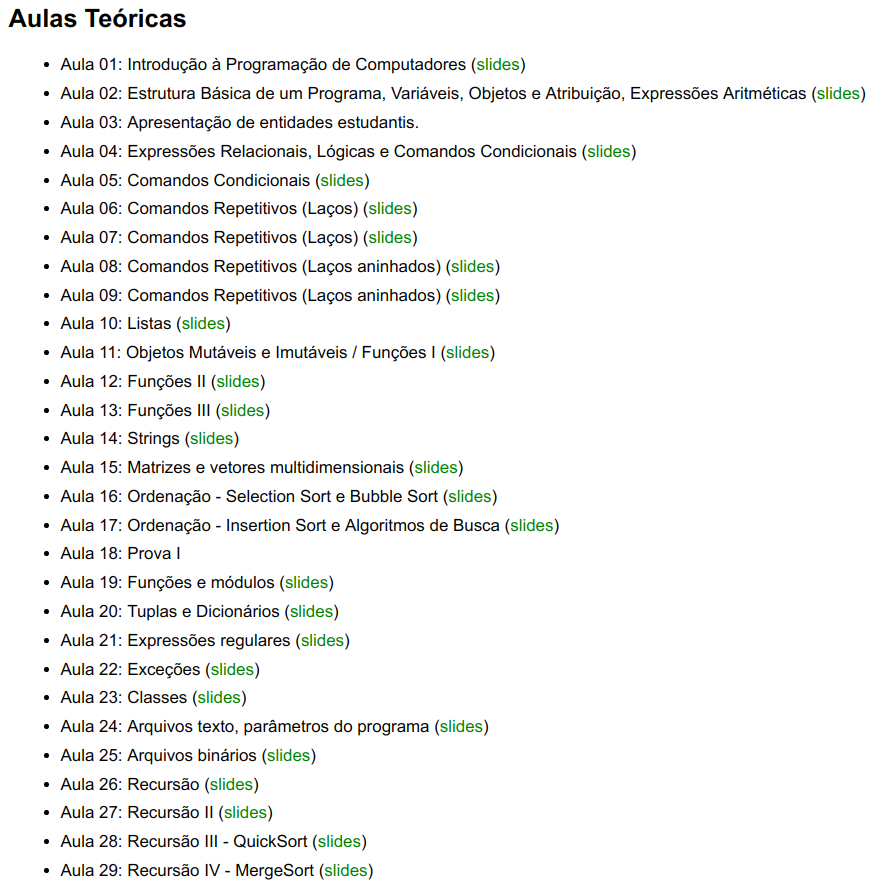 Aulas Teóricas
Aula 01: Introdução à Programação de Computadores (slides)
Aula 02: Estrutura Básica de um Programa, Variáveis, Objetos e Atribuição, Expressões Aritméticas (slides)
Aula 03: Apresentação de entidades estudantis.
Aula 04: Expressões Relacionais, Lógicas e Comandos Condicionais (slides)
Aula 05: Comandos Condicionais (slides)
Aula 06: Comandos Repetitivos (Laços) (slides)
Aula 07: Comandos Repetitivos (Laços) (slides)
Aula 08: Comandos Repetitivos (Laços aninhados) (slides)
Aula 09: Comandos Repetitivos (Laços aninhados) (slides)
Aula 10: Listas (slides)
Aula 11: Objetos Mutáveis e Imutáveis / Funções I (slides)
Aula 12: Funções II (slides)
Aula 13: Funções III (slides)
Aula 14: Strings (slides)
Aula 15: Matrizes e vetores multidimensionais (slides)
Aula 16: Ordenação - Selection Sort e Bubble Sort (slides)
Aula 17: Ordenação - Insertion Sort e Algoritmos de Busca (slides)
Aula 18: Prova I
Aula 19: Funções e módulos (slides)
Aula 20: Tuplas e Dicionários (slides)
Aula 21: Expressões regulares (slides)
Aula 22: Exceções (slides)
Aula 23: Classes (slides)
Aula 24: Arquivos texto, parâmetros do programa (slides)
Aula 25: Arquivos binários (slides)
Aula 26: Recursão (slides)
Aula 27: Recursão II (slides)
Aula 28: Recursão III - QuickSort (slides)
Aula 29: Recursão IV - MergeSort (slides)